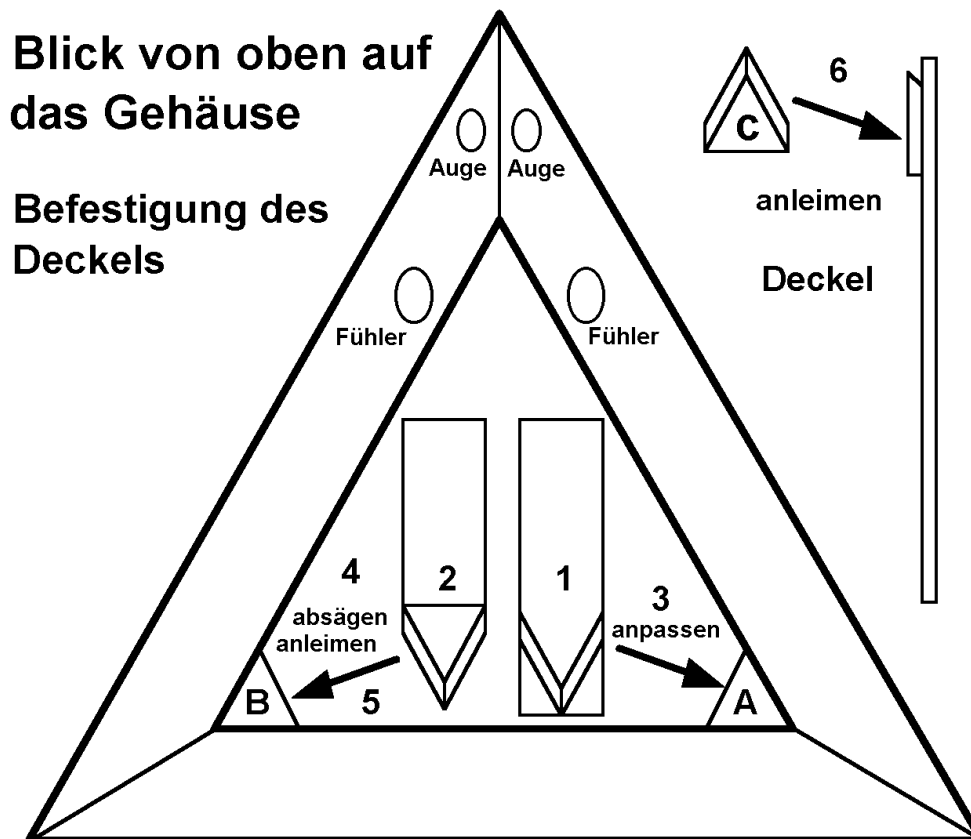 Blick von oben auf
das Gehäuse
Befestigung des
Deckels
Auge Auge
Fühler Fühler
6
C
anleimen
Deckel
4
absägen
anleimen
2
1
3
anpassen
B
5
A